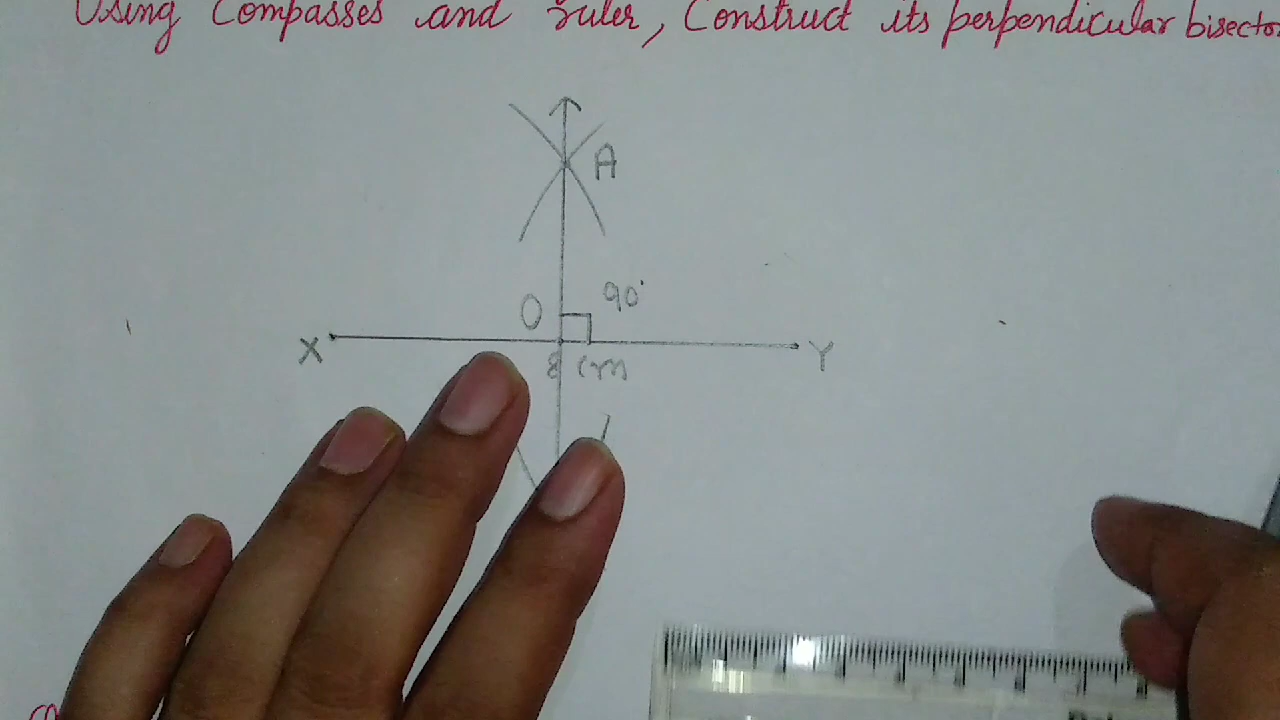 Using Compasses and ruler, Construct its perpendicular bisector
A
O 90°
X Y
8 cm